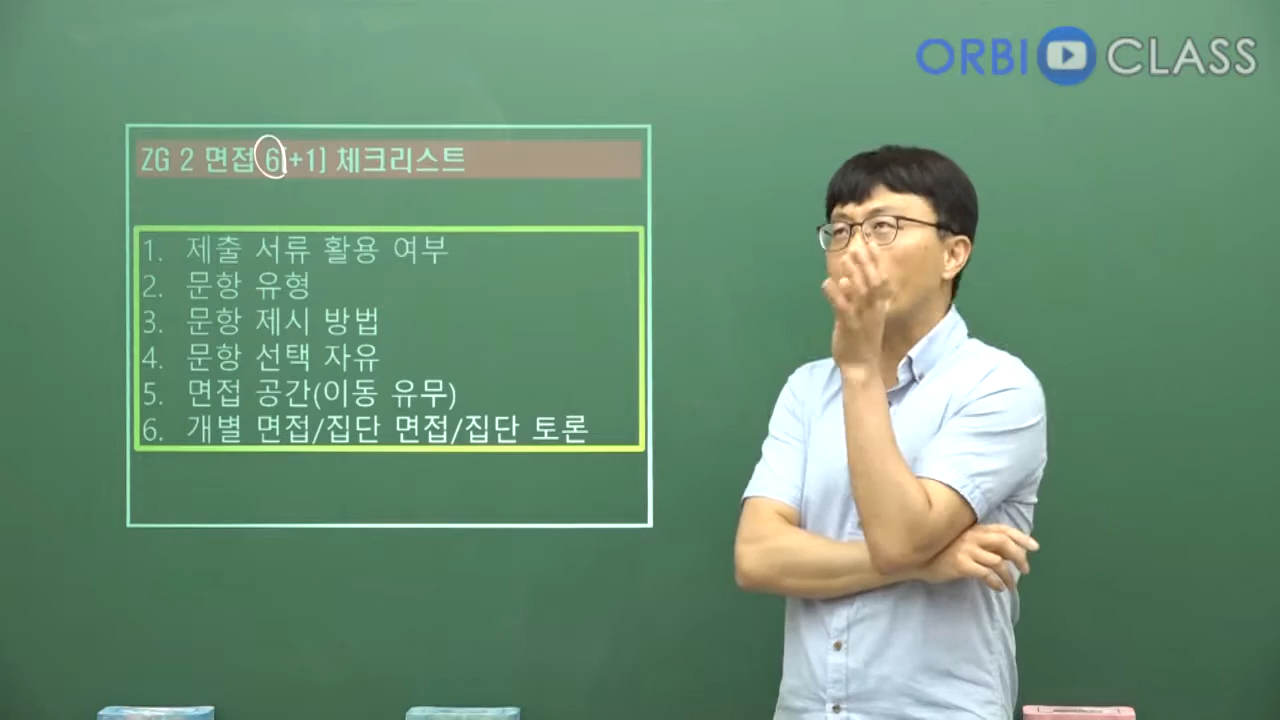 ORBI CLASS
ZG 2 면접 6[+1] 체크리스트
1. 제출 서류 활용 여부
2. 문항 유형
3. 문항 제시 방법
4. 문항 선택 자유
5. 면접 공간(이동 유무)
6. 개별 면접/집단 면접/집단 토론